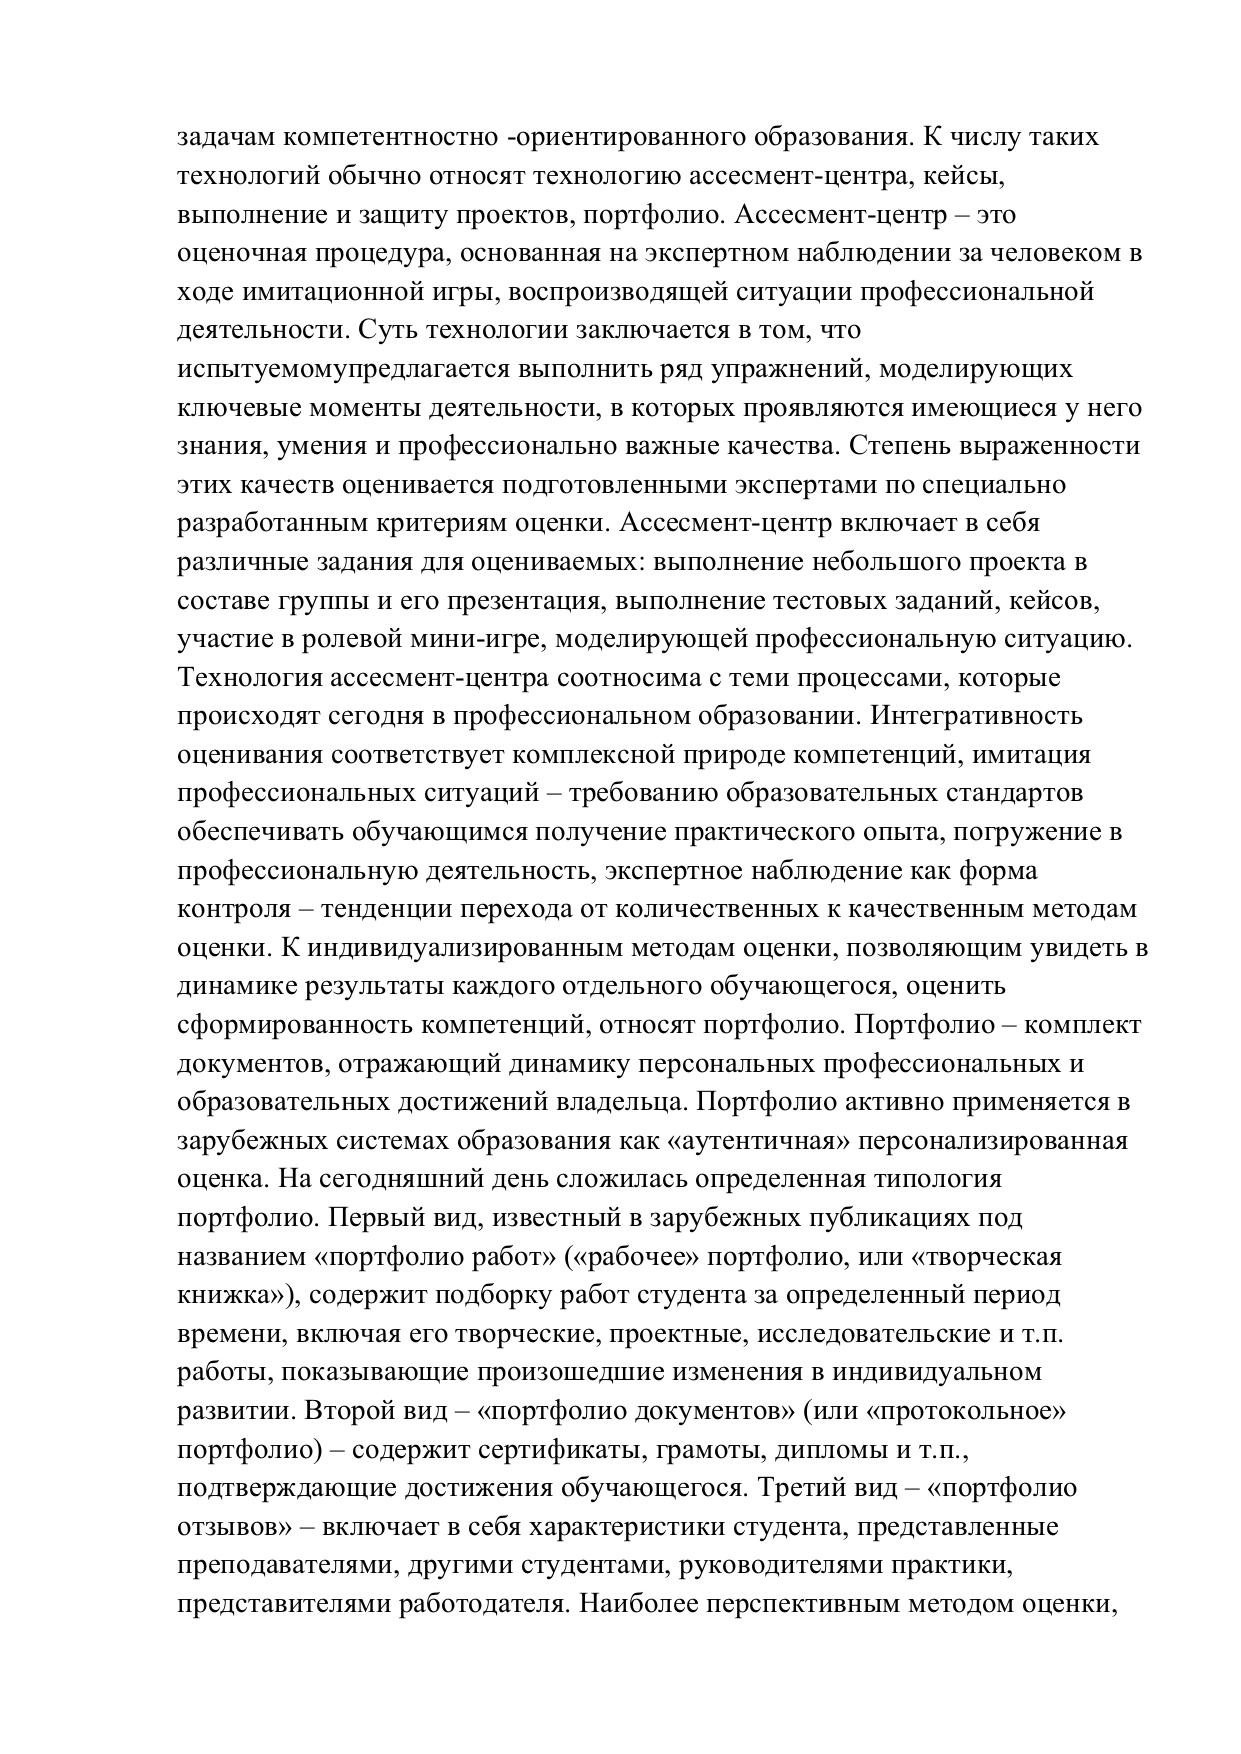 задачам компетентностно -ориентированного образования. К числу таких
технологий обычно относят технологию ассесмент-центра, кейсы,
выполнение и защиту проектов, портфолио. Ассесмент-центр – это
оценочная процедура, основанная на экспертном наблюдении за человеком в
ходе имитационной игры, воспроизводящей ситуации профессиональной
деятельности. Суть технологии заключается в том, что
испытуемомупредлагается выполнить ряд упражнений, моделирующих
ключевые моменты деятельности, в которых проявляются имеющиеся у него
знания, умения и профессионально важные качества. Степень выраженности
этих качеств оценивается подготовленными экспертами по специально
разработанным критериям оценки. Ассесмент-центр включает в себя
различные задания для оцениваемых: выполнение небольшого проекта в
составе группы и его презентация, выполнение тестовых заданий, кейсов,
участие в ролевой мини-игре, моделирующей профессиональную ситуацию.
Технология ассесмент-центра соотносима с теми процессами, которые
происходят сегодня в профессиональном образовании. Интегративность
оценивания соответствует комплексной природе компетенций, имитация
профессиональных ситуаций – требованию образовательных стандартов
обеспечивать обучающимся получение практического опыта, погружение в
профессиональную деятельность, экспертное наблюдение как форма
контроля – тенденции перехода от количественных к качественным методам
оценки. К индивидуализированным методам оценки, позволяющим увидеть в
динамике результаты каждого отдельного обучающегося, оценить
сформированность компетенций, относят портфолио. Портфолио – комплект
документов, отражающий динамику персональных профессиональных и
образовательных достижений владельца. Портфолио активно применяется в
зарубежных системах образования как «аутентичная» персонализированная
оценка. На сегодняшний день сложилась определенная типология
портфолио. Первый вид, известный в зарубежных публикациях под
названием «портфолио работ» («рабочее» портфолио, или «творческая
книжка»), содержит подборку работ студента за определенный период
времени, включая его творческие, проектные, исследовательские и т.п.
работы, показывающие произошедшие изменения в индивидуальном
развитии. Второй вид – «портфолио документов» (или «протокольное»
портфолио) – содержит сертификаты, грамоты, дипломы и т.п.,
подтверждающие достижения обучающегося. Третий вид – «портфолио
отзывов» – включает в себя характеристики студента, представленные
преподавателями, другими студентами, руководителями практики,
представителями работодателя. Наиболее перспективным методом оценки,